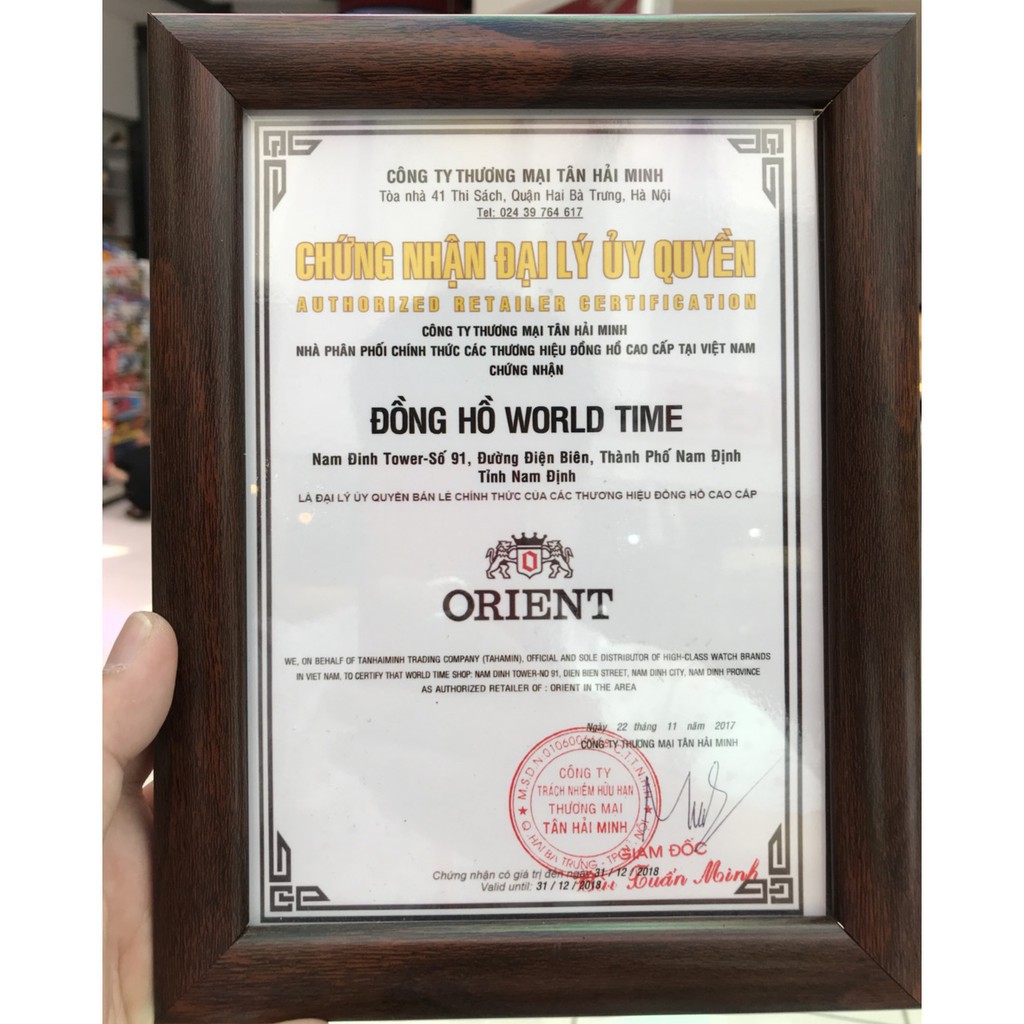 CÔNG TY THƯƠNG MẠI TÂN HẢI MINH
Tòa nhà 41 Thi Sách, Quận Hai Bà Trưng, Hà Nội
Tel: 024 39 764 617
CHỨNG NHẬN ĐẠI LÝ ỦY QUYỀN
AUTHORIZED RETAILER CERTIFICATION
CÔNG TY THƯƠNG MẠI TÂN HẢI MINH
NHÀ PHÂN PHỐI CHÍNH THỨC CÁC THƯƠNG HIỆU ĐỒNG HỒ CAO CẤP TẠI VIỆT NAM
CHỨNG NHẬN
ĐỒNG HỒ WORLD TIME
Nam Đinh Tower-Số 91, Đường Điện Biên, Thành Phố Nam Định
Tỉnh Nam Định
LÀ ĐẠI LÝ ỦY QUYỀN BÁN LẺ CHÍNH THỨC CỦA CÁC THƯƠNG HIỆU ĐỒNG HỒ CAO CẤP
ORIENT
WE, ON BEHALF OF TANHAIMINH TRADING COMPANY (TAHAMIN), OFFICIAL AND SOLE DISTRIBUTOR OF HIGH-CLASS WATCH BRANDS
IN VIET NAM. TO CERTIFY THAT WORLD TIME SHOP: NAM DINH TOWER-NO 91, DIEN BIEN STREET, NAM DINH CITY, NAM DINH PROVINCE
AS AUTHORIZED RETAILER OF : ORIENT IN THE AREA
Ngày 22 tháng 11 năm 2017
CÔNG TY THƯƠNG MẠI TÂN HẢI MINH
CÔNG TY
TRÁCH NHIỆM HỮU HẠN
THƯƠNG MẠI
TÂN HẢI MINH
Q. HAI BÀ TRƯNG - TP
GIÁM ĐỐC
Xuấn Minh
Chứng nhận có giá trị đến ngày 31 / 12 / 2018
Valid until: 31 / 12 / 2018